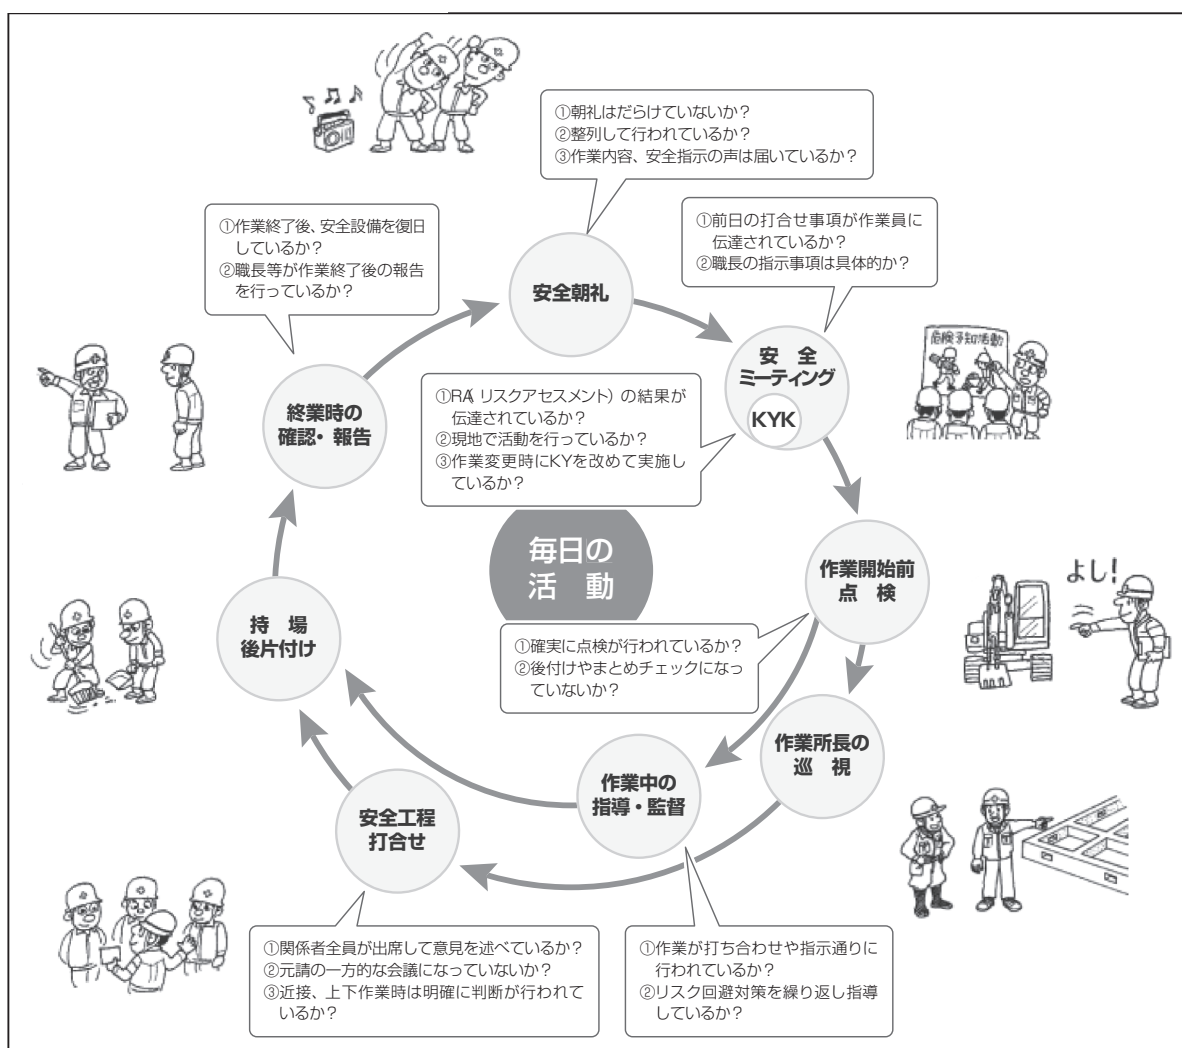 ①朝礼はだらけていないか？
②整列して行われているか？
③作業内容、安全指示の声は届いているか？
①作業終了後、安全設備を復旧
しているか？
②職長等が作業終了後の報告
を行っているか？
①前日の打合せ事項が作業員に
伝達されているか？
②職長の指示事項は具体的か？
安全朝礼
安　全
ミーティング
KYK
危険予知活動
①RA（リスクアセスメント）の結果が
伝達されているか？
②現地で活動を行っているか？
③作業変更時にKYを改めて実施し
ているか？
終業時の
確認・報告
毎日の
活　動
作業開始前
点　検
よし！
持　場
後片付け
①確実に点検が行われているか？
②後付けやまとめチェックになっ
ていないか？
作業所長の
巡　視
作業中の
指導・監督
安全工程
打合せ
①関係者全員が出席して意見を述べているか？
②元請の一方的な会議になっていないか？
③近接、上下作業時は明確に判断が行われて
いるか？
①作業が打ち合わせや指示通りに
行われているか？
②リスク回避対策を繰り返し指導
しているか？